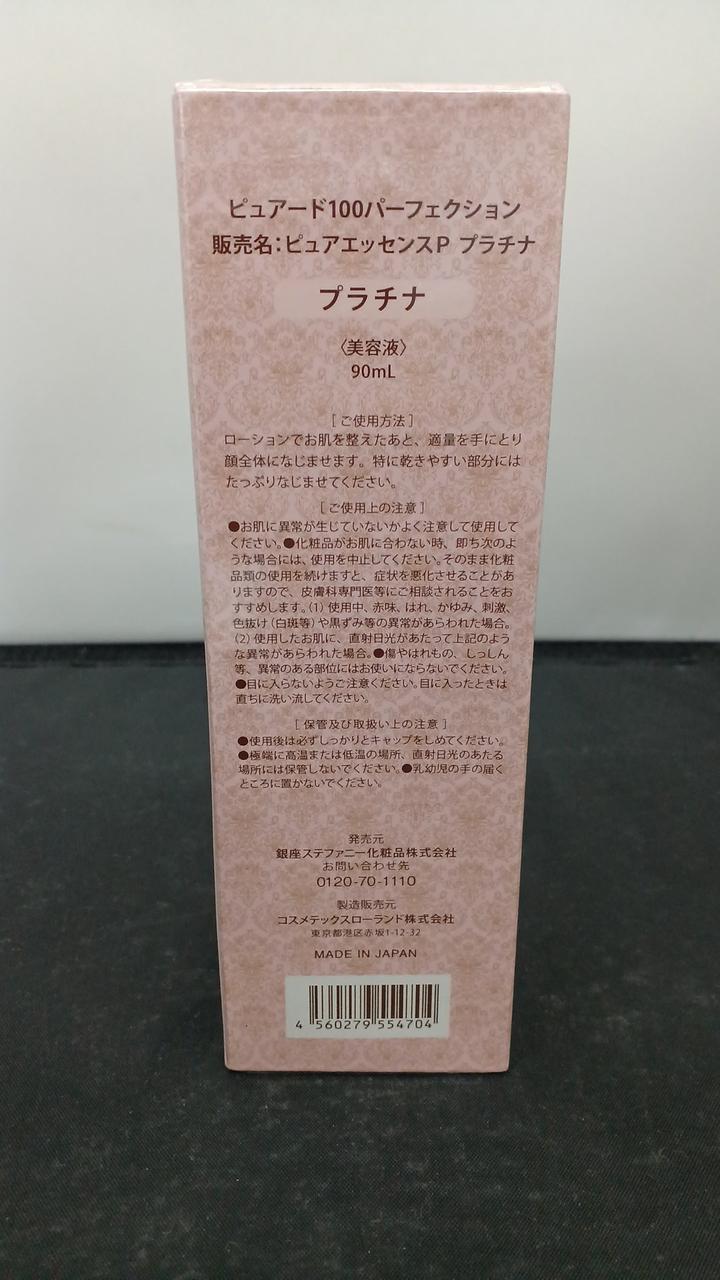 ピュアード100パーフェクション
販売名：ピュアエッセンスP プラチナ
プラチナ
〈美容液〉
90mL
［ご使用方法］
ローションでお肌を整えたあと、適量を手にとり
顔全体になじませます。特に乾きやすい部分には
たっぷりなじませてください。
［ご使用上の注意］
●お肌に異常が生じていないかよく注意して使用して
ください。●化粧品がお肌に合わない時、即ち次のよ
うな場合には、使用を中止してください。そのまま化粧
品類の使用を続けますと、症状を悪化させることがあ
りますので、皮膚科専門医等にご相談されることをお
すすめします。(1) 使用中、赤味、はれ、かゆみ、刺激、
色抜け(白斑等)や黒ずみ等の異常があらわれた場合。
(2) 使用したお肌に、直射日光があたって上記のよう
な異常があらわれた場合。●傷やはれもの、しっしん
等、異常のある部位にはお使いにならないでください。
●目に入らないようご注意ください。目に入ったときは
直ちに洗い流してください。
［保管及び取扱い上の注意］
●使用後は必ずしっかりとキャップをしめてください。
●極端に高温または低温の場所、直射日光のあたる
場所には保管しないでください。●乳幼児の手の届く
ところに置かないでください。
発売元
銀座ステファニー化粧品株式会社
お問い合わせ先
0120-70-1110
製造販売元
コスメテックスローランド株式会社
東京都港区赤坂1-12-32
MADE IN JAPAN
4 560279 554704